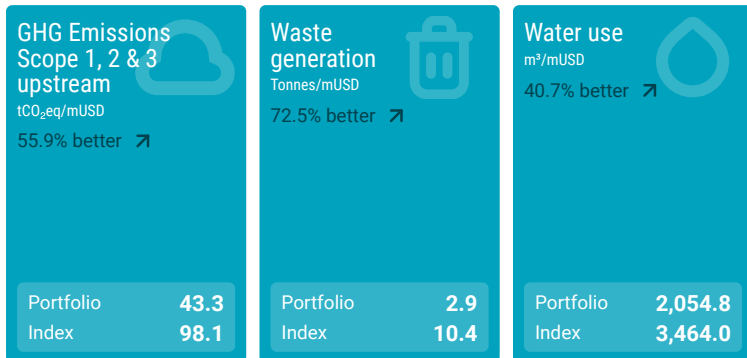 GHG Emissions
Scope 1, 2 & 3
upstream
tCO₂eq/mUSD
55.9% better
Portfolio 43.3
Index 98.1
Waste
generation
Tonnes/mUSD
72.5% better
Portfolio 2.9
Index 10.4
Water use
m³/mUSD
40.7% better
Portfolio 2,054.8
Index 3,464.0